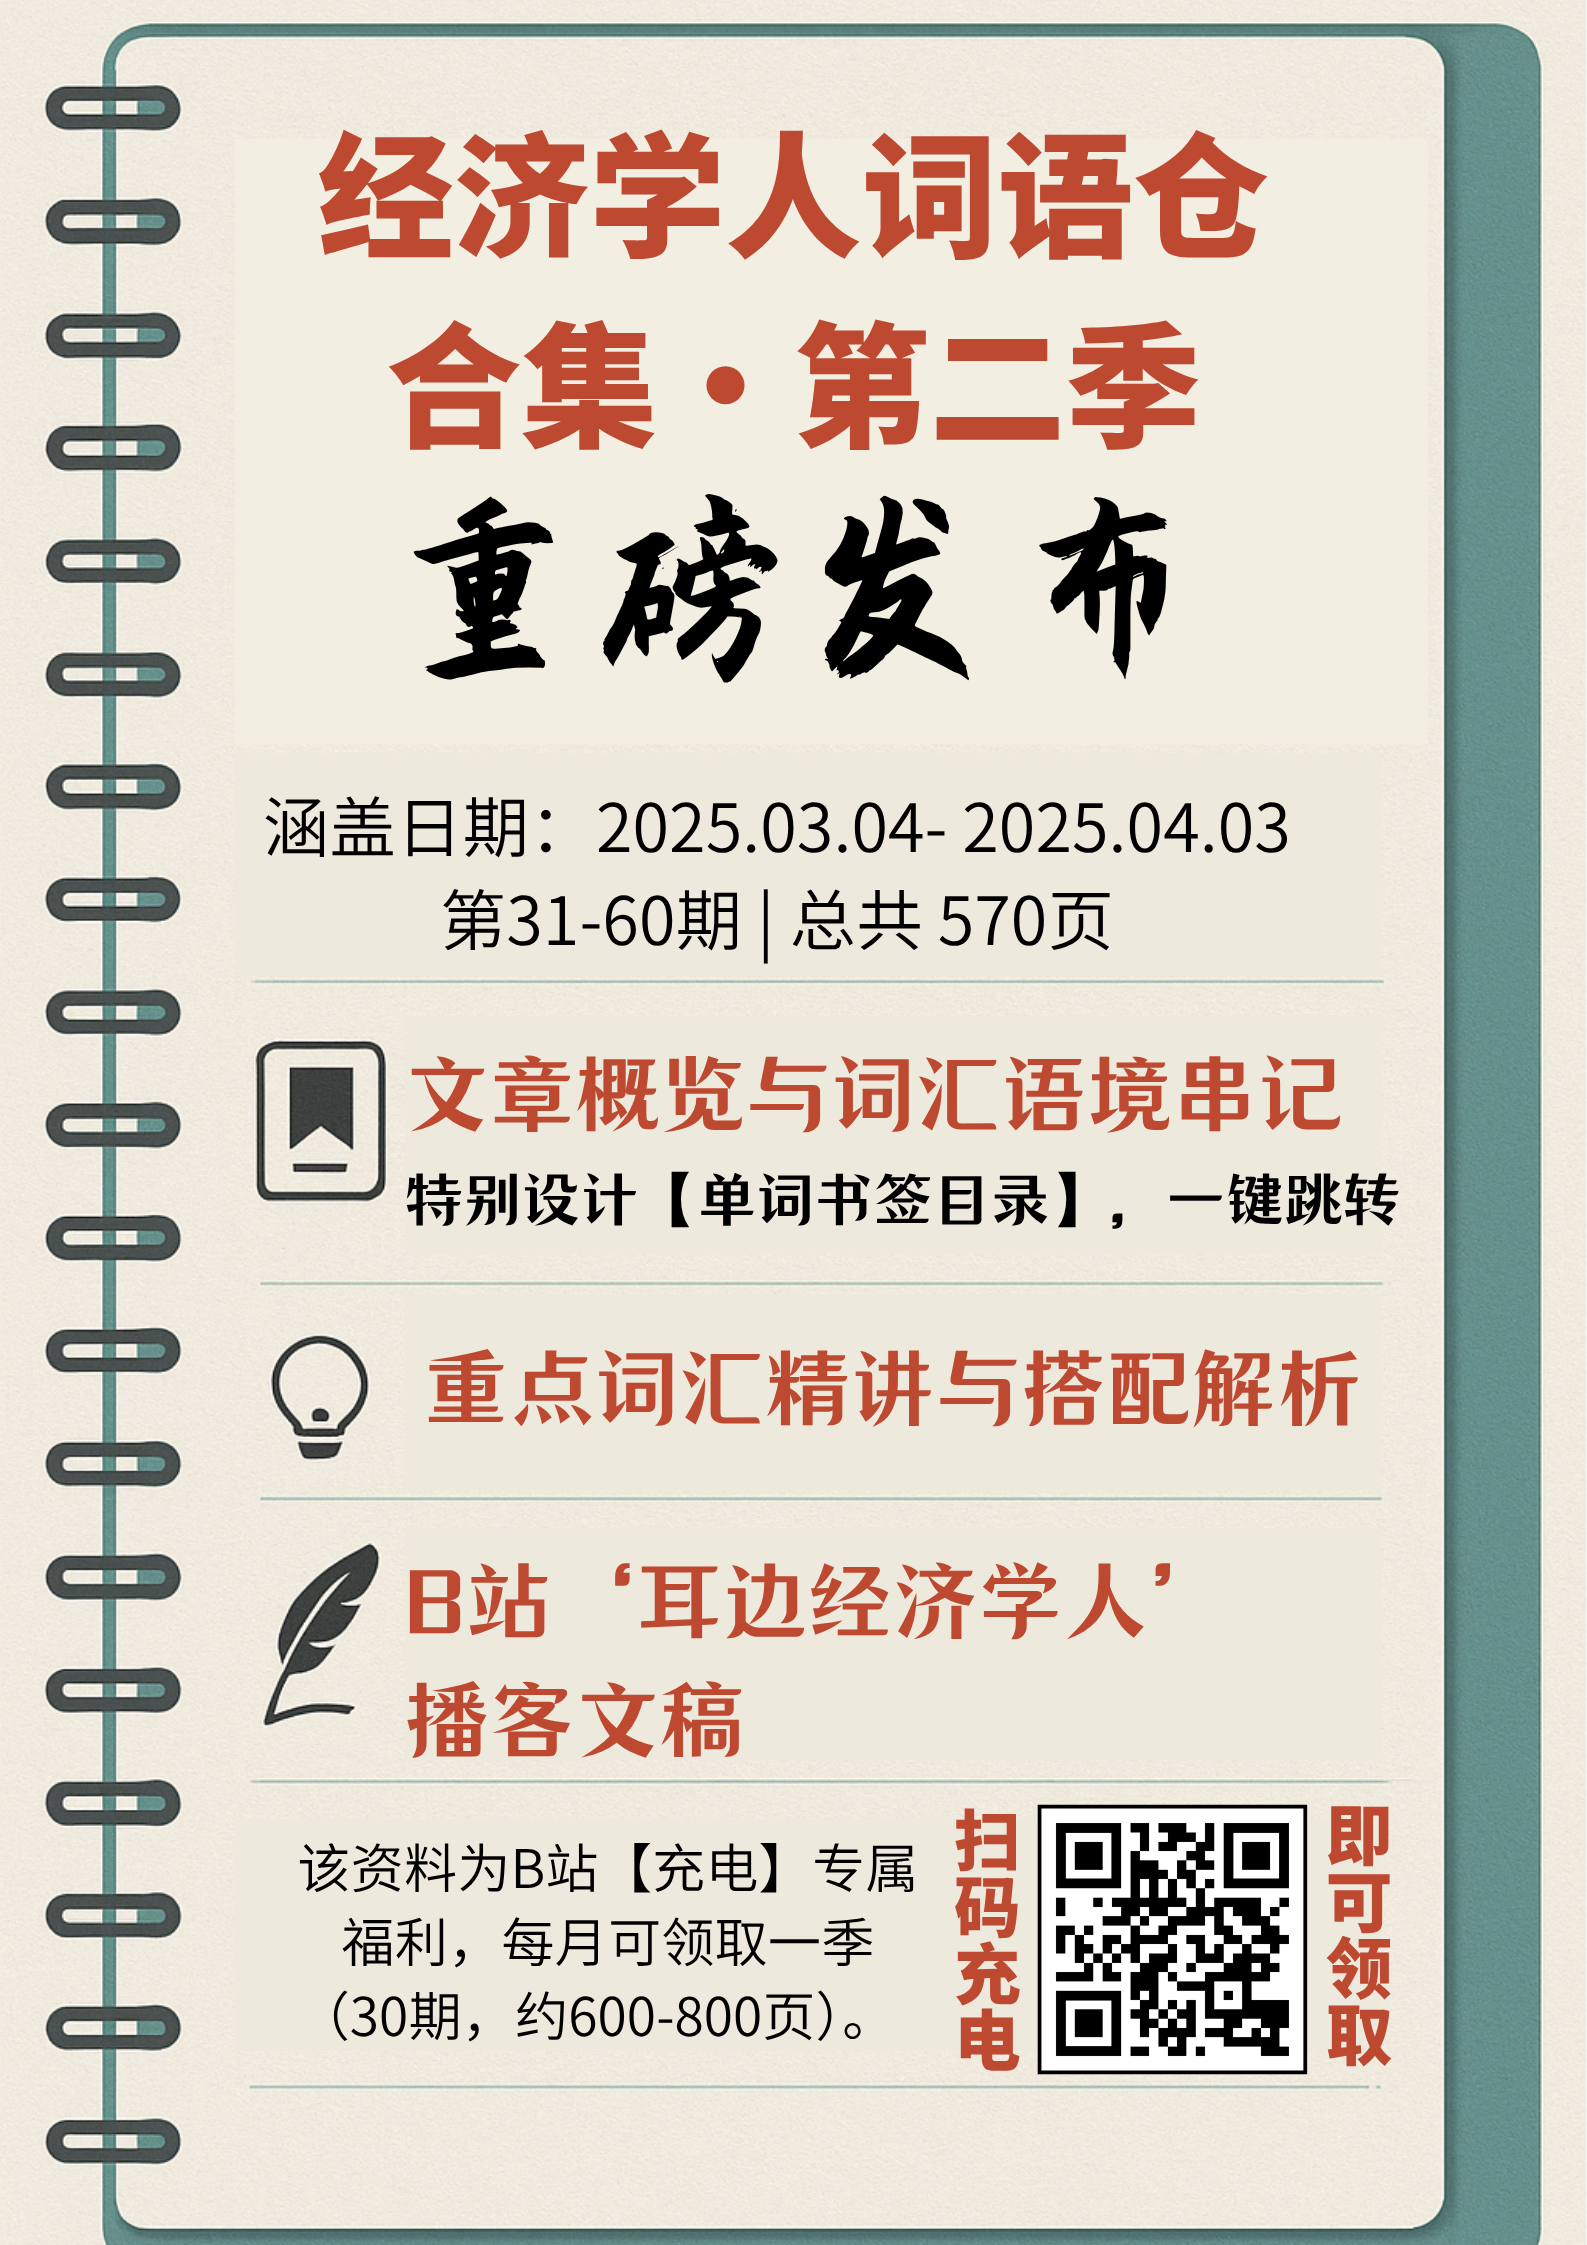 经济学人词语仓
合集·第二季
重磅发布
涵盖日期：2025.03.04- 2025.04.03
第31-60期 | 总共 570页
文章概览与词汇语境串记
特别设计【单词书签目录】，一键跳转
重点词汇精讲与搭配解析
B站 ‘耳边经济学人’
播客文稿
该资料为B站【充电】专属
福利，每月可领取一季
（30期，约600-800页）。
扫码充电
即可领取